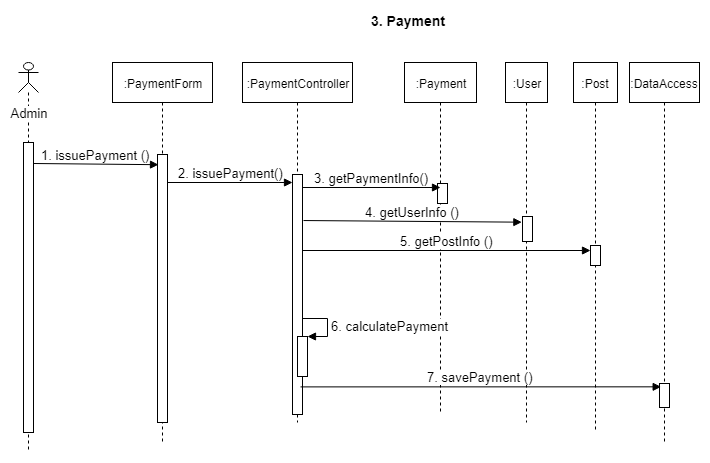 3. Payment
:PaymentForm
:PaymentController
:Payment
:User
:Post
:DataAccess
Admin
1. issuePayment ()
2. issuePayment()
3. getPaymentInfo()
4. getUserInfo ()
5. getPostInfo ()
6. calculatePayment
7. savePayment ()